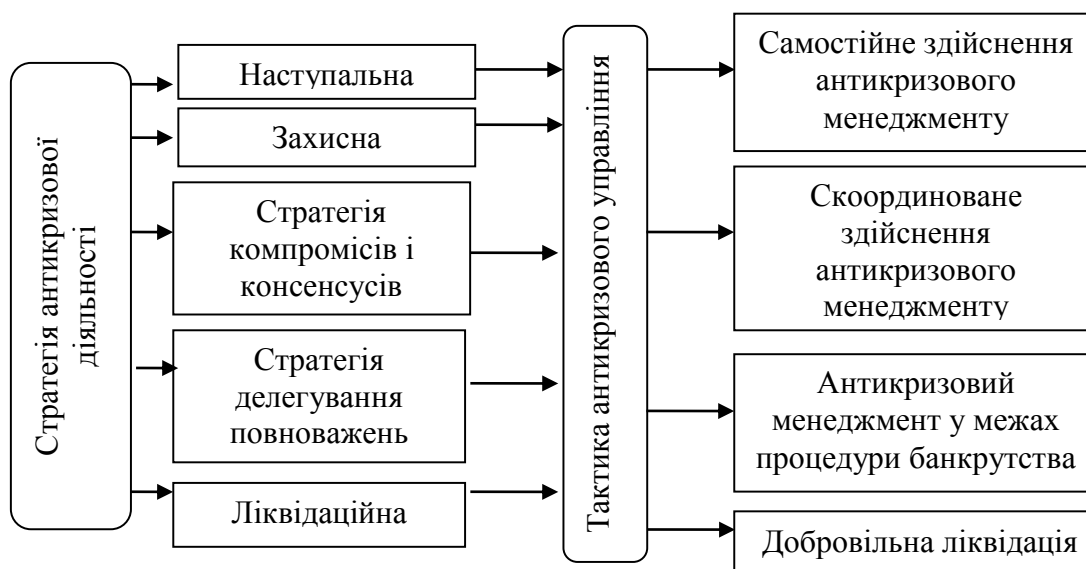 Стратегія антикризової
діяльності
Наступальна
Захисна
Стратегія
компромісів і
консенсусів
Стратегія
делегування
повноважень
Ліквідаційна
Тактика антикризового управління
Самостійне здійснення
антикризового
менеджменту
Скоординоване
здійснення
антикризового
менеджменту
Антикризовий
менеджмент у межах
процедури банкрутства
Добровільна ліквідація